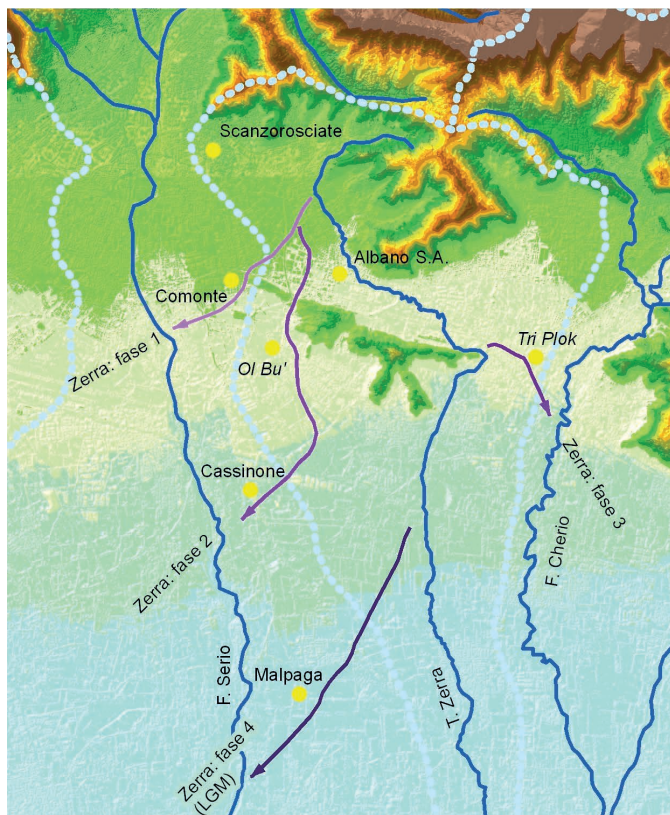 Scanzorosciate
Albano S.A.
Comonte
Zerra: fase 1
Ol Bu'
Tri Plok
Cassinone
Zerra: fase 2
Zerra: fase 3
F. Cherio
F. Serio
Malpaga
T. Zerra
Zerra: fase 4
(LGM)